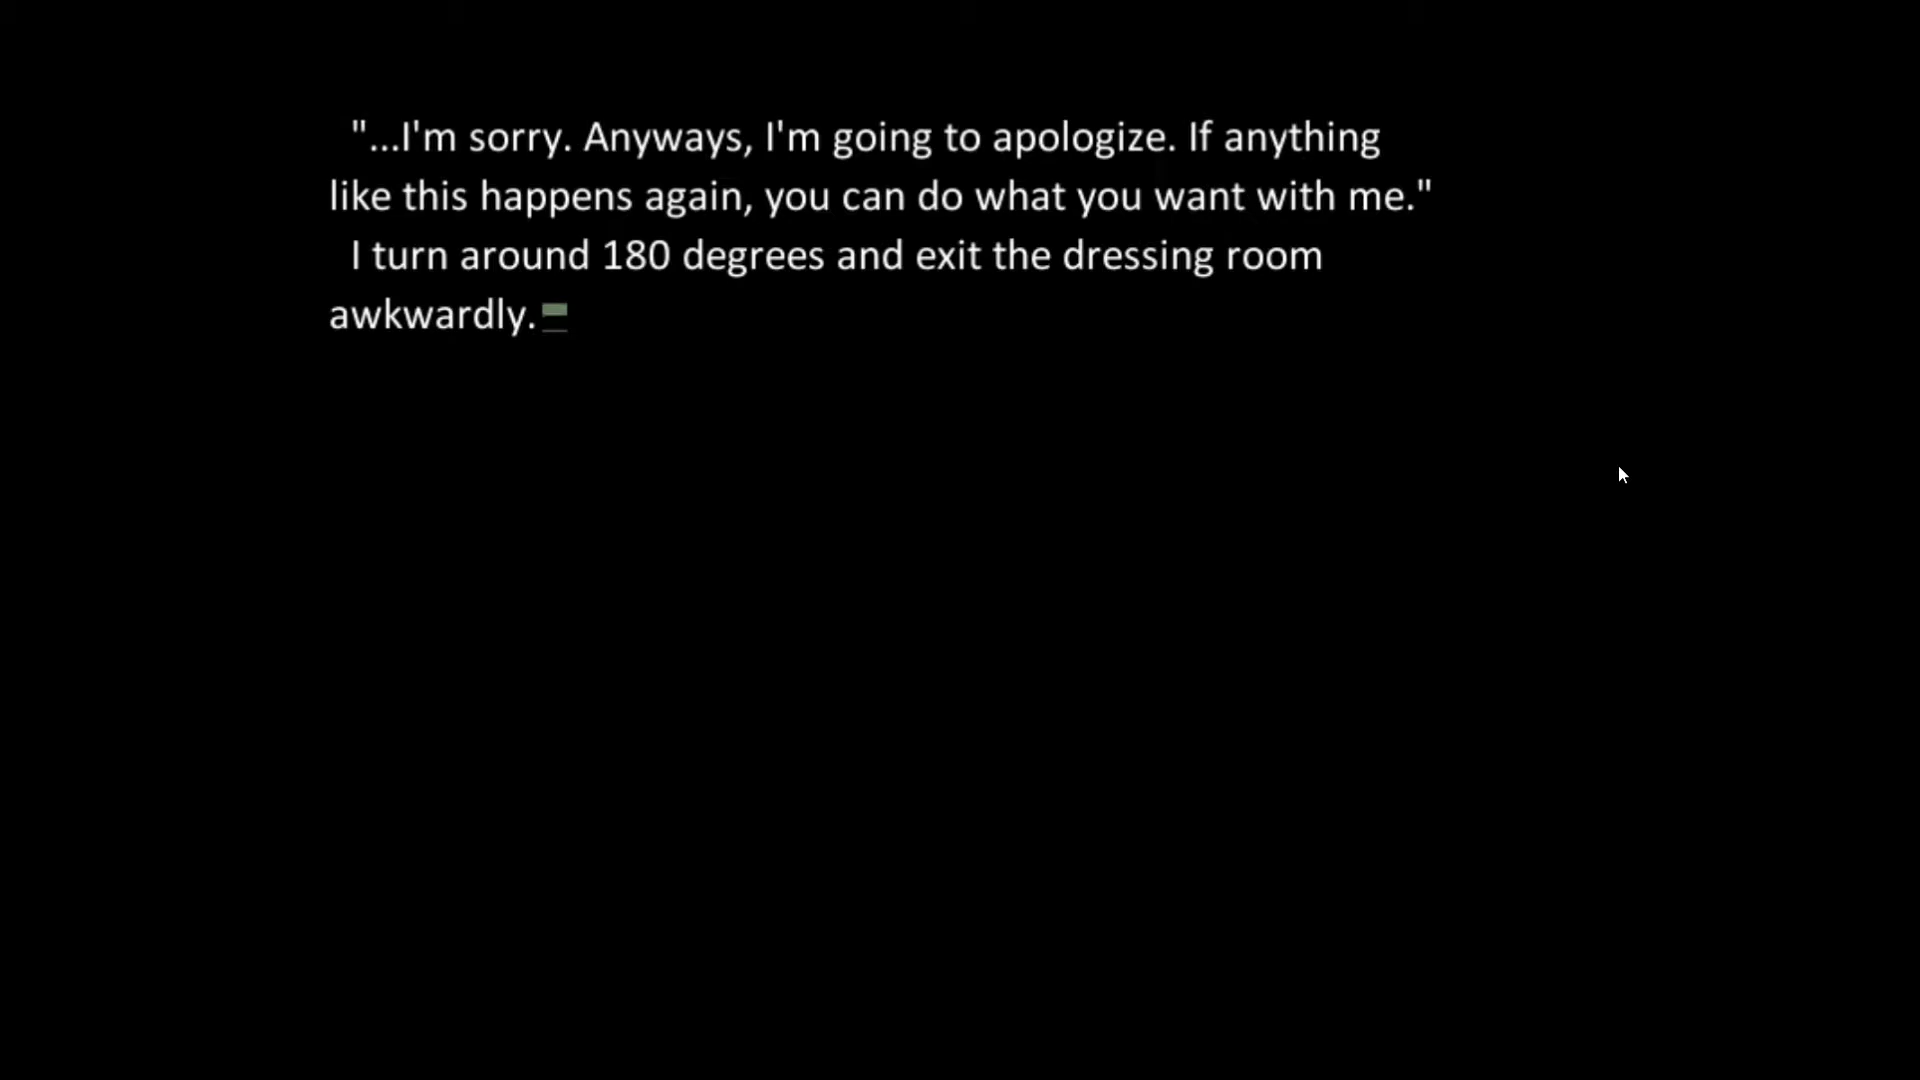 "...I'm sorry. Anyways, I'm going to apologize. If anything
like this happens again, you can do what you want with me."
I turn around 180 degrees and exit the dressing room
awkwardly.